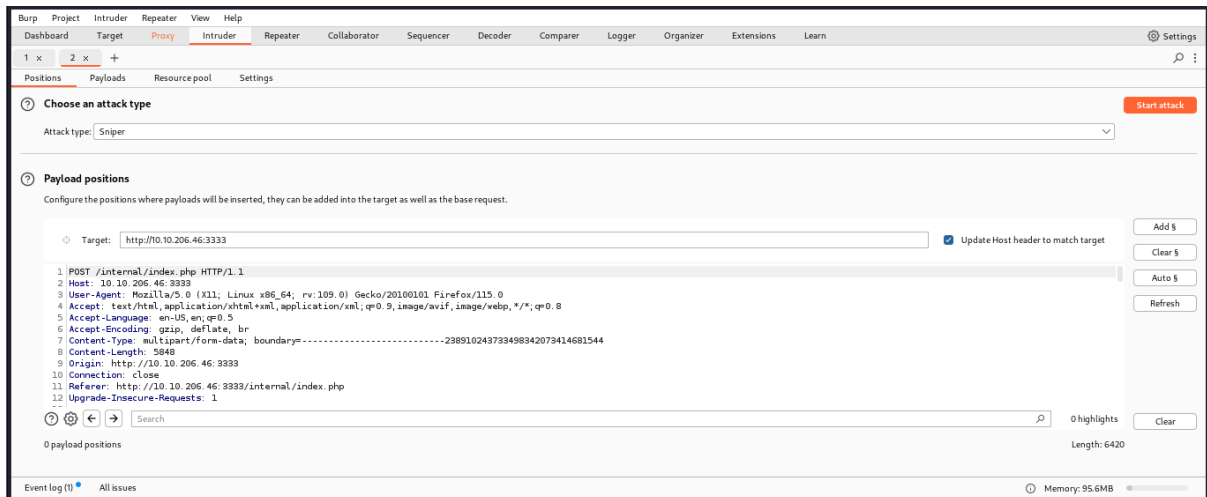 Burp Project Intruder Repeater View Help
Dashboard Target Proxy Intruder Repeater Collaborator Sequencer Decoder Comparer Logger Organizer Extensions Learn Settings
1 × 2 × +
Positions Payloads Resource pool Settings
Choose an attack type
Start attack
Attack type: Sniper
Payload positions
Configure the positions where payloads will be inserted, they can be added into the target as well as the base request.
Add §
Target: http://10.10.206.46:3333 Update Host header to match target
Clear §
1 POST /internal/index.php HTTP/1.1
2 Host: 10.10.206.46:3333
Auto §
3 User-Agent: Mozilla/5.0 (X11; Linux x86_64; rv:109.0) Gecko/20100101 Firefox/115.0
4 Accept: text/html,application/xhtml+xml,application/xml;q=0.9,image/avif,image/webp,*/*;q=0.8
Refresh
5 Accept-Language: en-US,en;q=0.5
6 Accept-Encoding: gzip, deflate, br
7 Content-Type: multipart/form-data; boundary=---------------------------238910243733498342073414681544
8 Content-Length: 5848
9 Origin: http://10.10.206.46:3333
10 Connection: close
11 Referer: http://10.10.206.46:3333/internal/index.php
12 Upgrade-Insecure-Requests: 1
Search 0 highlights Clear
0 payload positions Length: 6420
Event log (1) All issues Memory: 95.6MB